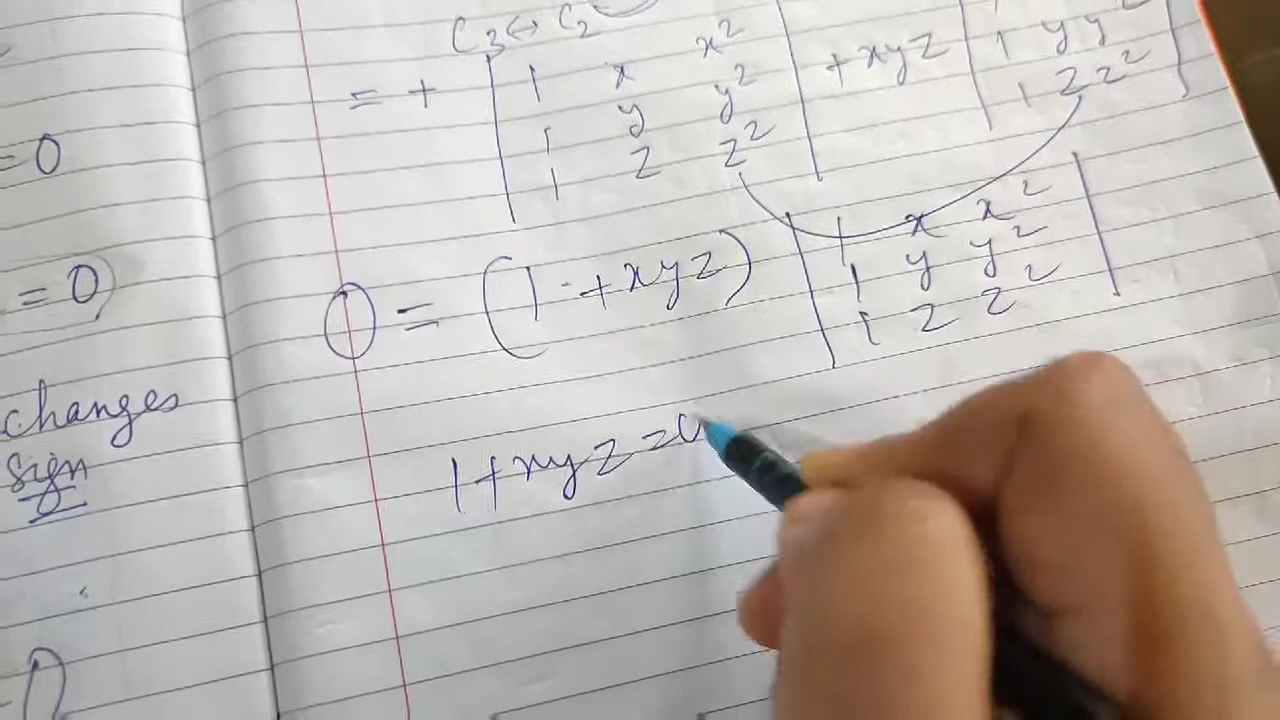 C₃ ↔ C₂
= + | 1 x x² | + xyz |
| 1 y y² | | 1 y y² |
| 1 z z² | | 1 z z² |
= 0
0 = (1 + xyz) | 1 x x² |
| 1 y y² |
| 1 z z² |
= 0
changes
sign
1 + xyz = 0